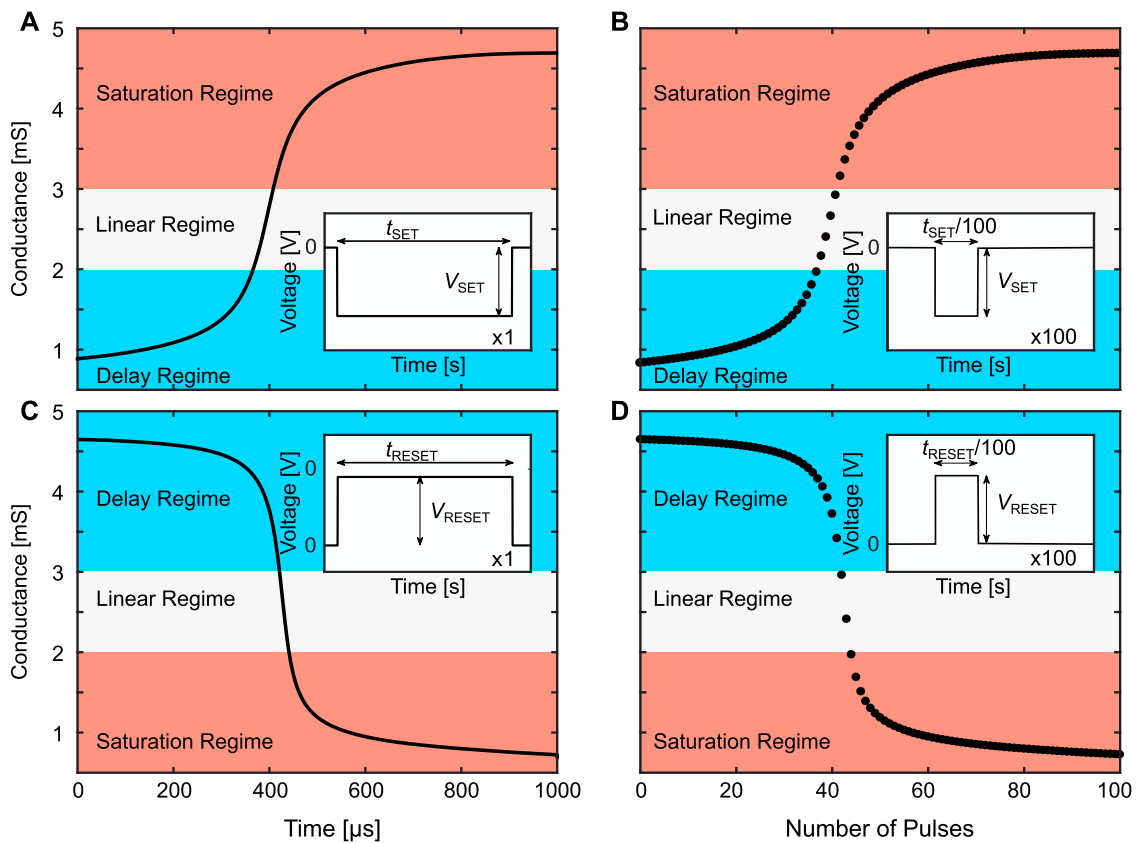 A
B
5
4
3
2
1
Conductance [mS]
Saturation Regime
Linear Regime
Delay Regime
Voltage [V]
0
tSET
VSET
x1
Time [s]
Saturation Regime
Linear Regime
Delay Regime
Voltage [V]
0
tSET/100
VSET
x100
Time [s]
C
D
5
4
3
2
1
Conductance [mS]
Delay Regime
Linear Regime
Saturation Regime
Voltage [V]
0
0
tRESET
VRESET
x1
Time [s]
Delay Regime
Linear Regime
Saturation Regime
Voltage [V]
0
tRESET/100
VRESET
x100
Time [s]
0 200 400 600 800 1000
Time [µs]
0 20 40 60 80 100
Number of Pulses